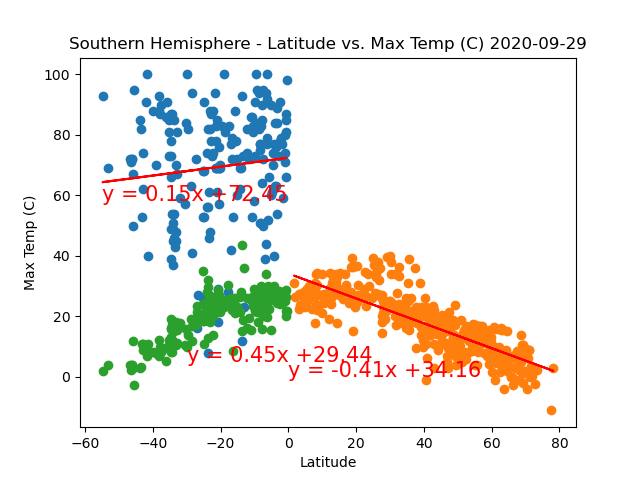 Southern Hemisphere - Latitude vs. Max Temp (C) 2020-09-29
100
80
60
40
20
0
Max Temp (C)
y = 0.15x +72.45
y = 0.45x +29.44
y = -0.41x +34.16
−60 −40 −20 0 20 40 60 80
Latitude